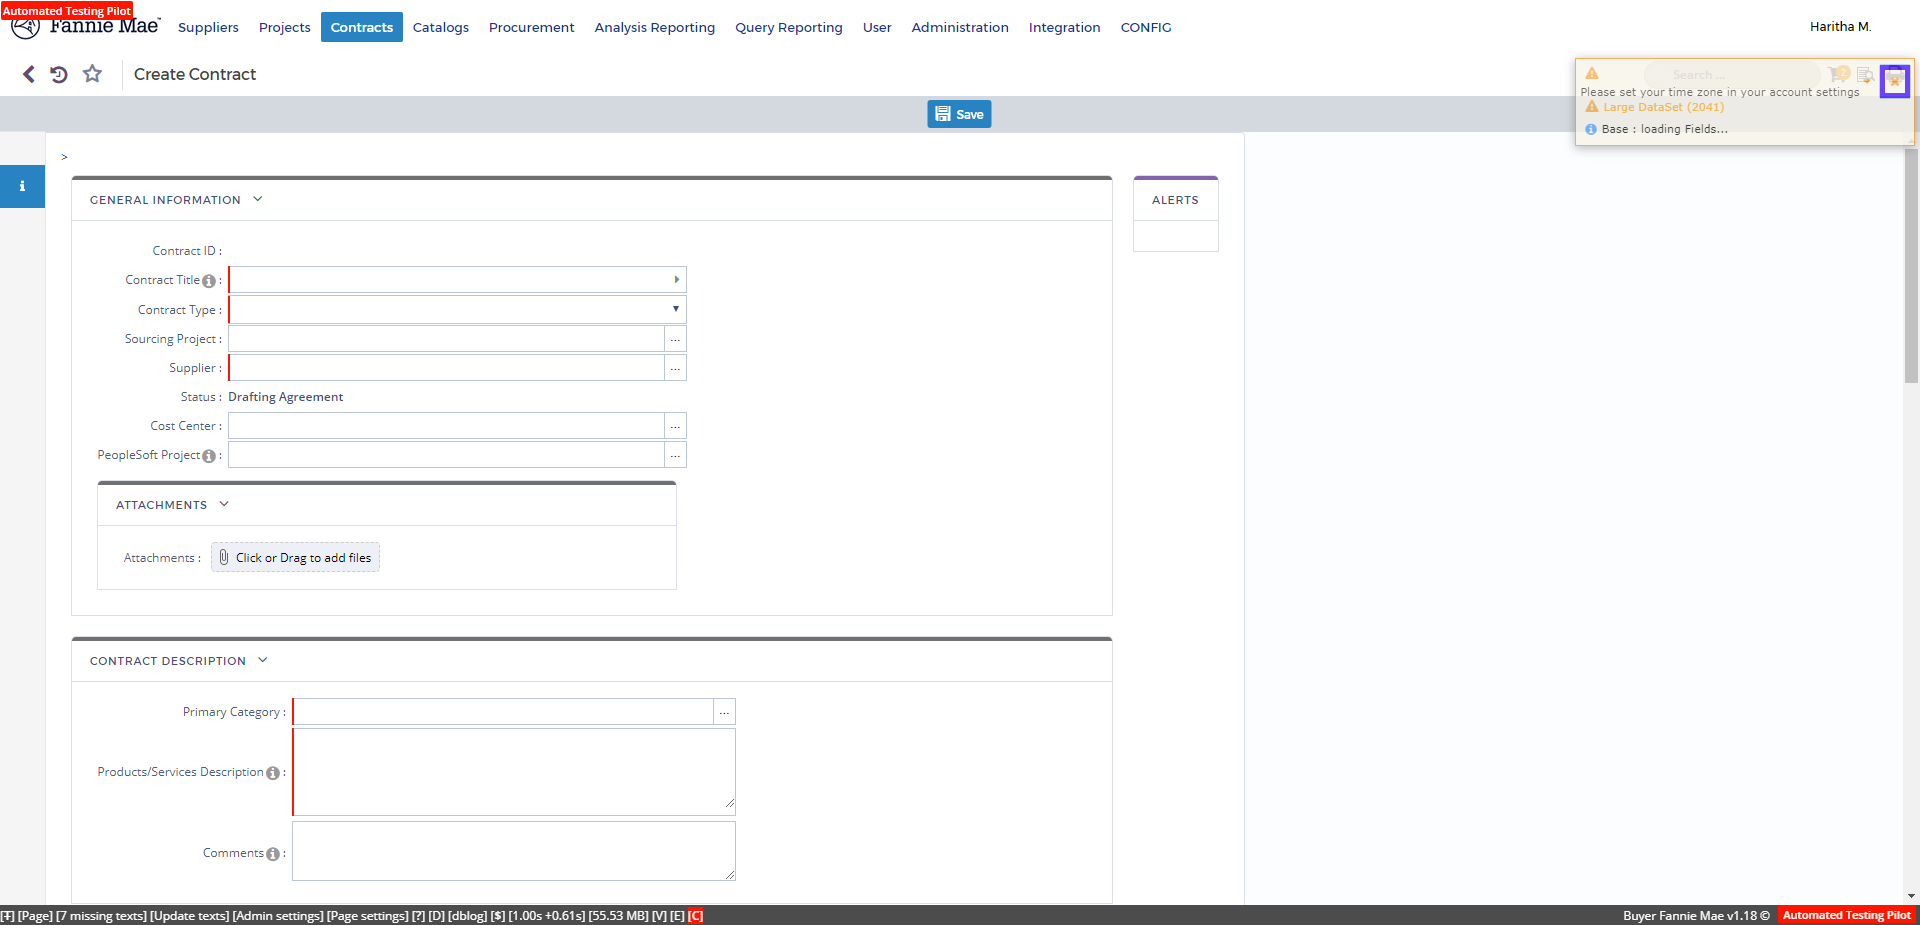 Automated Testing Pilot
Fannie Mae
Suppliers Projects Contracts Catalogs Procurement Analysis Reporting Query Reporting User Administration Integration CONFIG
Haritha M.
Create Contract
Search ...
2
Please set your time zone in your account settings
Large DataSet (2041)
Base : loading Fields...
Save
>
GENERAL INFORMATION
ALERTS
Contract ID :
Contract Title :
Contract Type :
Sourcing Project :
...
Supplier :
...
Status : Drafting Agreement
Cost Center :
...
PeopleSoft Project :
...
ATTACHMENTS
Attachments : Click or Drag to add files
CONTRACT DESCRIPTION
Primary Category :
...
Products/Services Description :
Comments :
[T] [Page] [7 missing texts] [Update texts] [Admin settings] [Page settings] [?] [D] [dblog] [$] [1.00s +0.61s] [55.53 MB] [V] [E] [C]
Buyer Fannie Mae v1.18 © Automated Testing Pilot